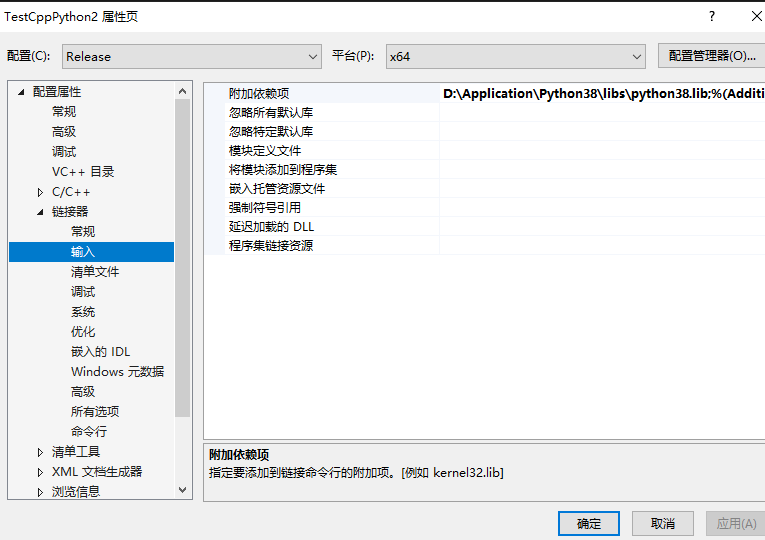 TestCppPython2 属性页
?
配置(C): Release 平台(P): x64 配置管理器(O)...
配置属性
常规
高级
调试
VC++ 目录
C/C++
链接器
常规
输入
清单文件
调试
系统
优化
嵌入的 IDL
Windows 元数据
高级
所有选项
命令行
清单工具
XML 文档生成器
浏览信息
附加依赖项 D:\Application\Python38\libs\python38.lib;%(Additi
忽略所有默认库
忽略特定默认库
模块定义文件
将模块添加到程序集
嵌入托管资源文件
强制符号引用
延迟加载的 DLL
程序集链接资源
附加依赖项
指定要添加到链接命令行的附加项。[例如 kernel32.lib]
确定 取消 应用(A)